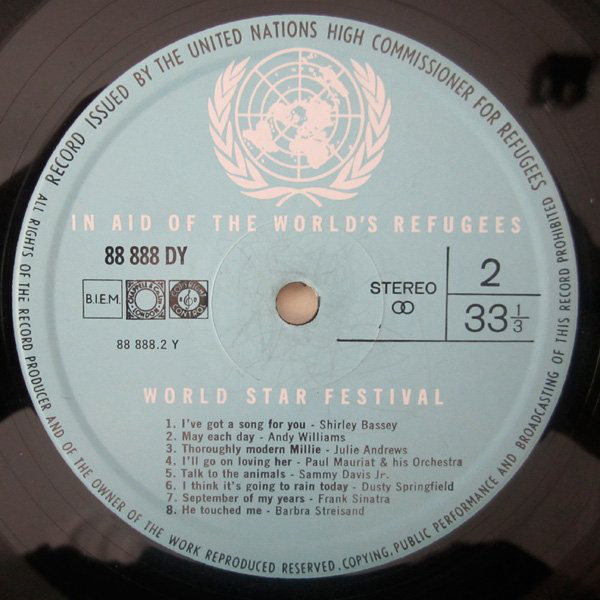 RECORD ISSUED BY THE UNITED NATIONS HIGH COMMISSIONER FOR REFUGEES
ALL RIGHTS OF THE RECORD PRODUCER AND OF THE OWNER OF THE WORK REPRODUCED RESERVED. COPYING, PUBLIC PERFORMANCE AND BROADCASTING OF THIS RECORD PROHIBITED
IN AID OF THE WORLD'S REFUGEES
88 888 DY
B.I.E.M.
CHAPPELL & CO LTD
LONDON
COPYRIGHT
CONTROL
88 888.2 Y
STEREO
2
33 1/3
WORLD STAR FESTIVAL
1. I've got a song for you - Shirley Bassey
2. May each day - Andy Williams
3. Thoroughly modern Millie - Julie Andrews
4. I'll go on loving her - Paul Mauriat & his Orchestra
5. Talk to the animals - Sammy Davis Jr.
6. I think it's going to rain today - Dusty Springfield
7. September of my years - Frank Sinatra
8. He touched me - Barbra Streisand